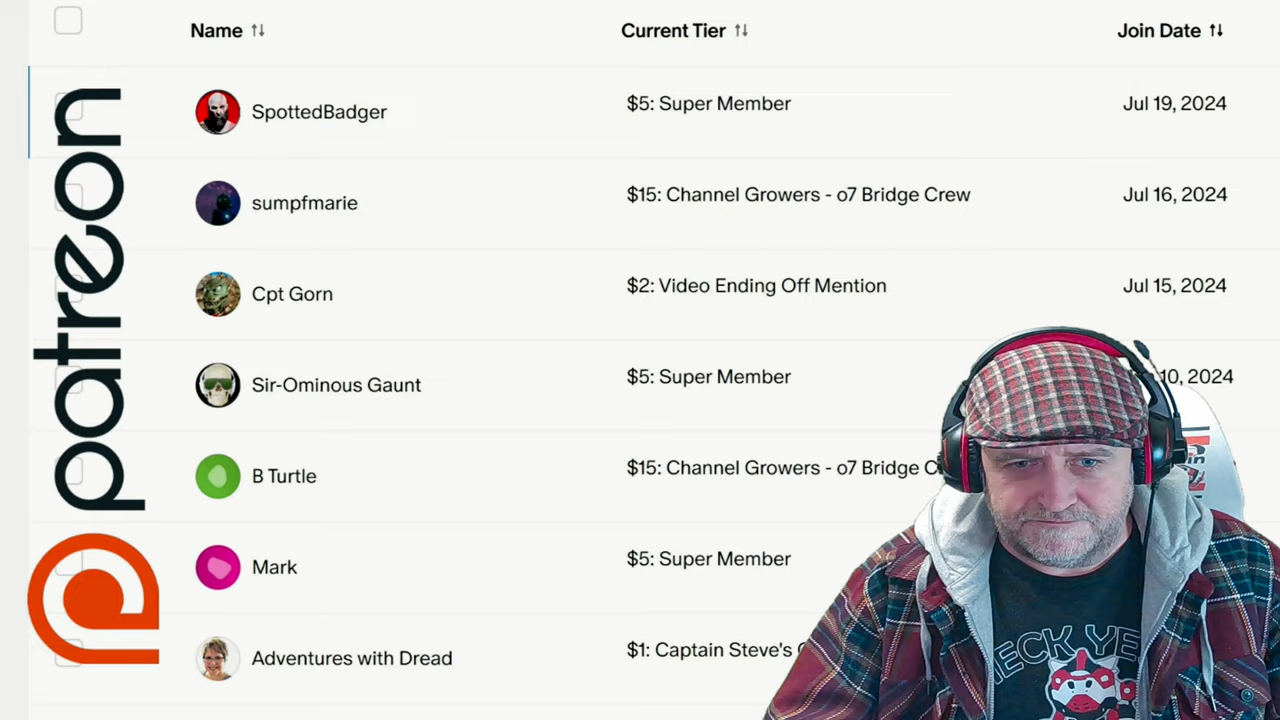 Name Current Tier Join Date
SpottedBadger $5: Super Member Jul 19, 2024
sumpfmarie $15: Channel Growers - o7 Bridge Crew Jul 16, 2024
Cpt Gorn $2: Video Ending Off Mention Jul 15, 2024
Sir-Ominous Gaunt $5: Super Member 10, 2024
B Turtle $15: Channel Growers - o7 Bridge
Mark $5: Super Member
Adventures with Dread $1: Captain Steve's
patreon
HECK YE